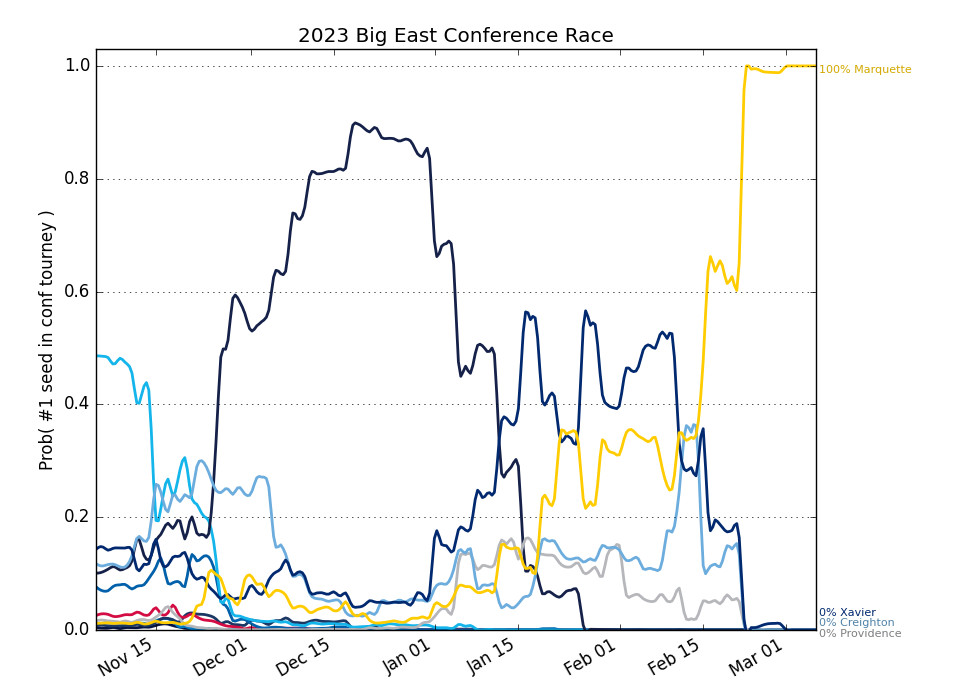 2023 Big East Conference Race
Prob( #1 seed in conf tourney )
1.0
0.8
0.6
0.4
0.2
0.0
100% Marquette
0% Xavier
0% Creighton
0% Providence
Nov 15
Dec 01
Dec 15
Jan 01
Jan 15
Feb 01
Feb 15
Mar 01